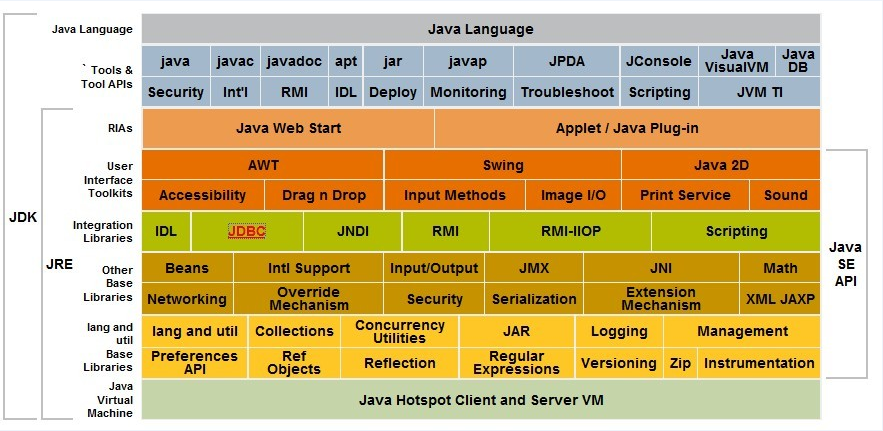 Java Language Java Language
` Tools & Tool APIs
java javac javadoc apt jar javap JPDA JConsole Java VisualVM Java DB
Security Int'l RMI IDL Deploy Monitoring Troubleshoot Scripting JVM TI
RIAs Java Web Start Applet / Java Plug-in
User Interface Toolkits
AWT Swing Java 2D
Accessibility Drag n Drop Input Methods Image I/O Print Service Sound
Integration Libraries
IDL JDBC JNDI RMI RMI-IIOP Scripting
JDK
JRE
Java SE API
Other Base Libraries
Beans Intl Support Input/Output JMX JNI Math
Networking Override Mechanism Security Serialization Extension Mechanism XML JAXP
lang and util Base Libraries
lang and util Collections Concurrency Utilities JAR Logging Management
Preferences API Ref Objects Reflection Regular Expressions Versioning Zip Instrumentation
Java Virtual Machine
Java Hotspot Client and Server VM